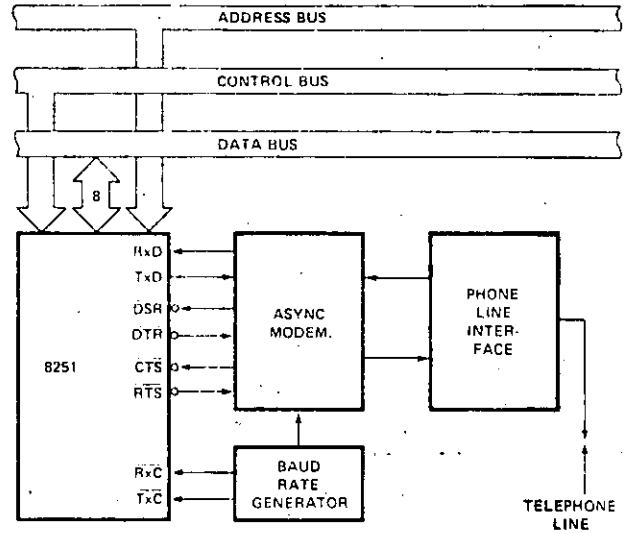 ADDRESS BUS
CONTROL BUS
DATA BUS
8
8251
RxD
TxD
DSR
DTR
CTS
RTS
RxC
TxC
ASYNC
MODEM.
BAUD
RATE
GENERATOR
PHONE
LINE
INTER-
FACE
TELEPHONE
LINE